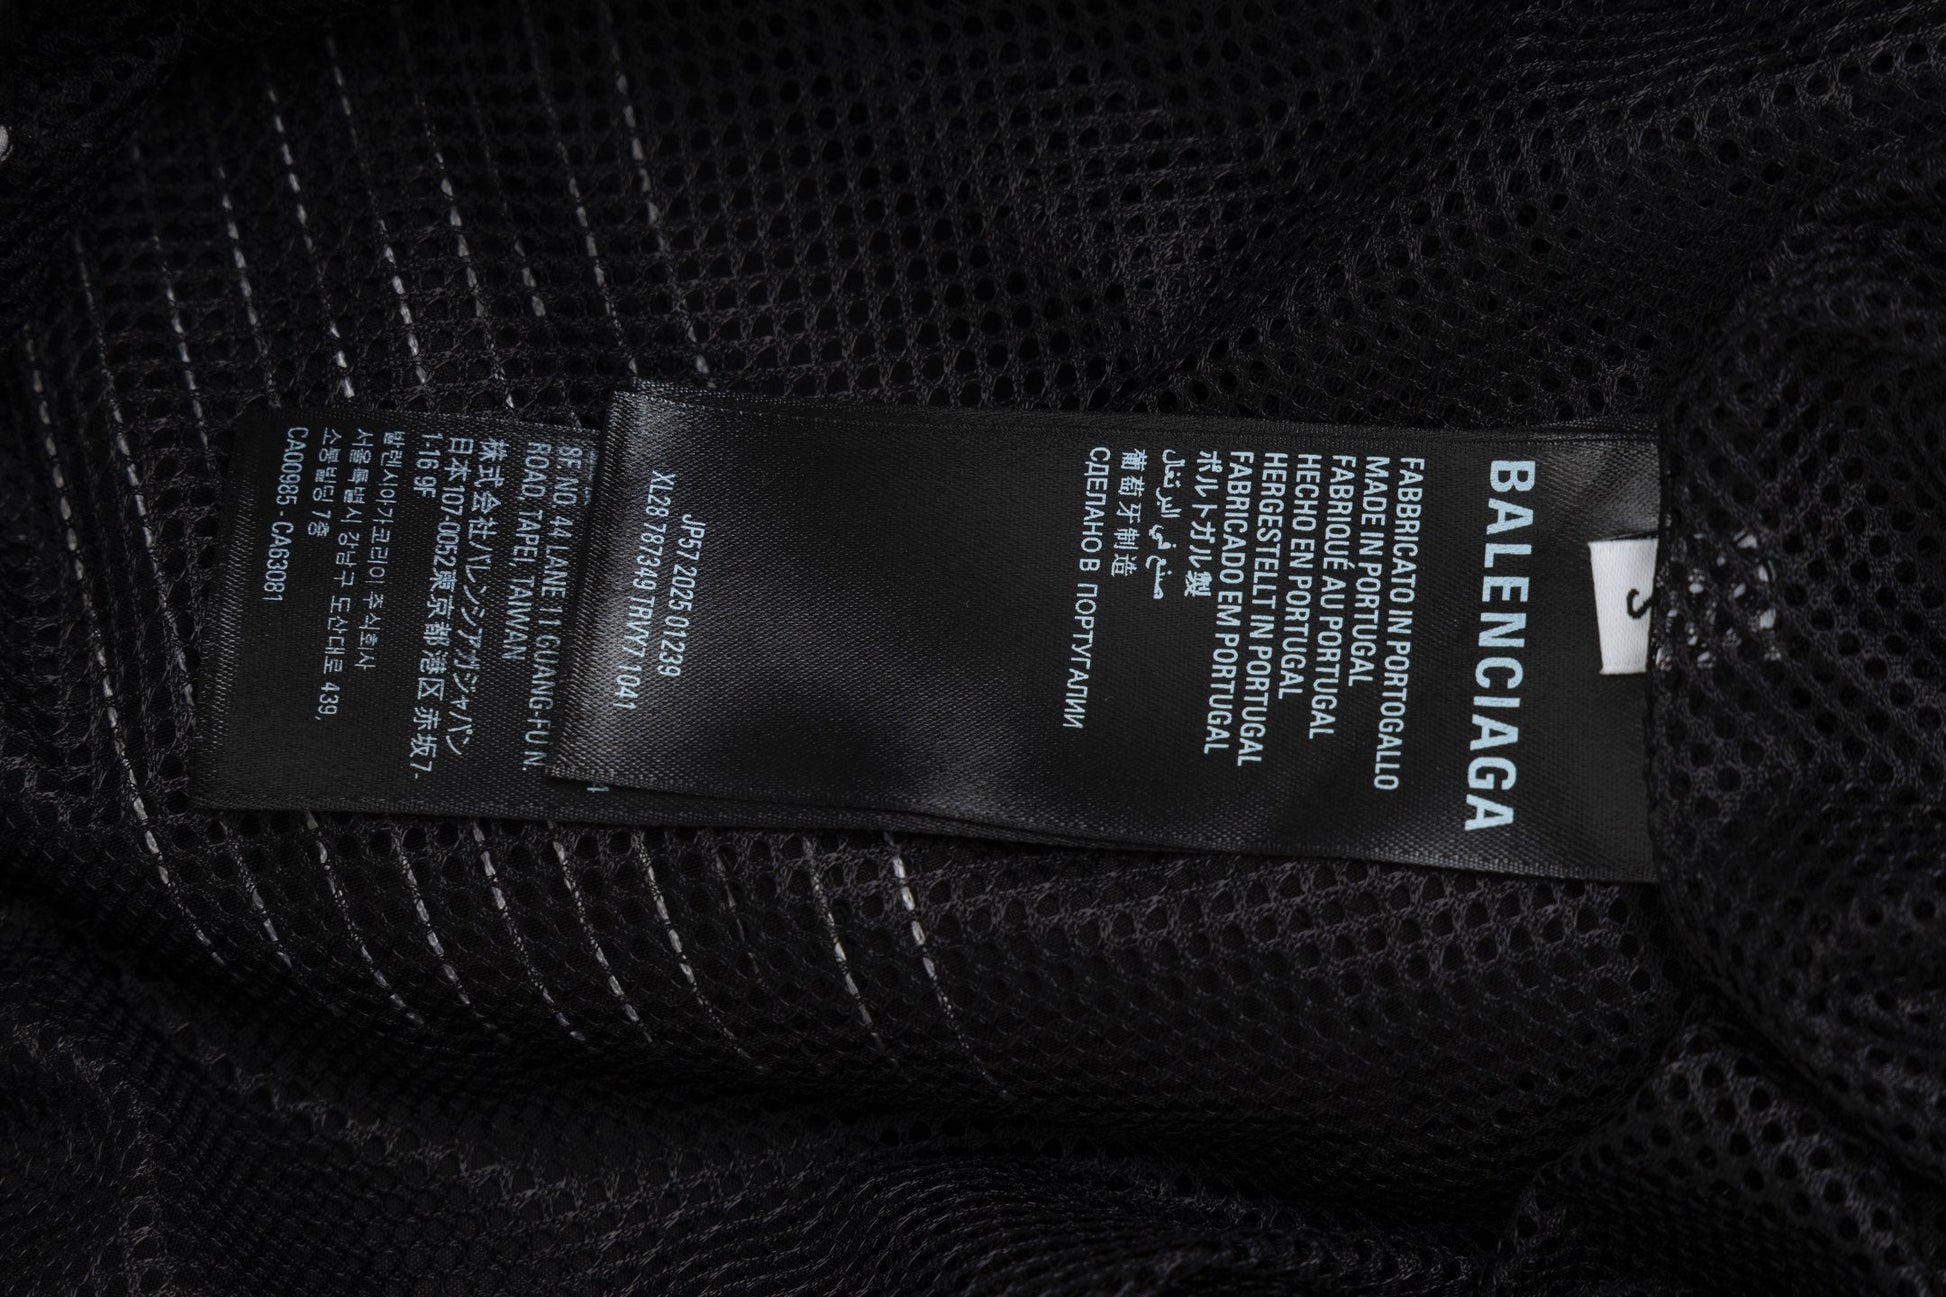 BALENCIAGA
FABBRICATO IN PORTOGALLO
MADE IN PORTUGAL
FABRIQUÉ AU PORTUGAL
HECHO EN PORTUGAL
HERGESTELLT IN PORTUGAL
FABRICADO EM PORTUGAL
ポルトガル製
صنع في البرتغال
葡萄牙制造
СДЕЛАНО В ПОРТУГАЛИИ
JP57 2025 01239
XL28 787349 TRVY7 1041
8F NO. 44 LANE 11 GUANG-FU N.
ROAD, TAPEI, TAIWAN
株式会社バレンシアガジャパン
日本107-0052東京都港区赤坂7-
1-16 9F
발렌시아가코리아 주식회사
서울특별시 강남구 도산대로 439,
소봉빌딩 7층
CA00985 - CA63081